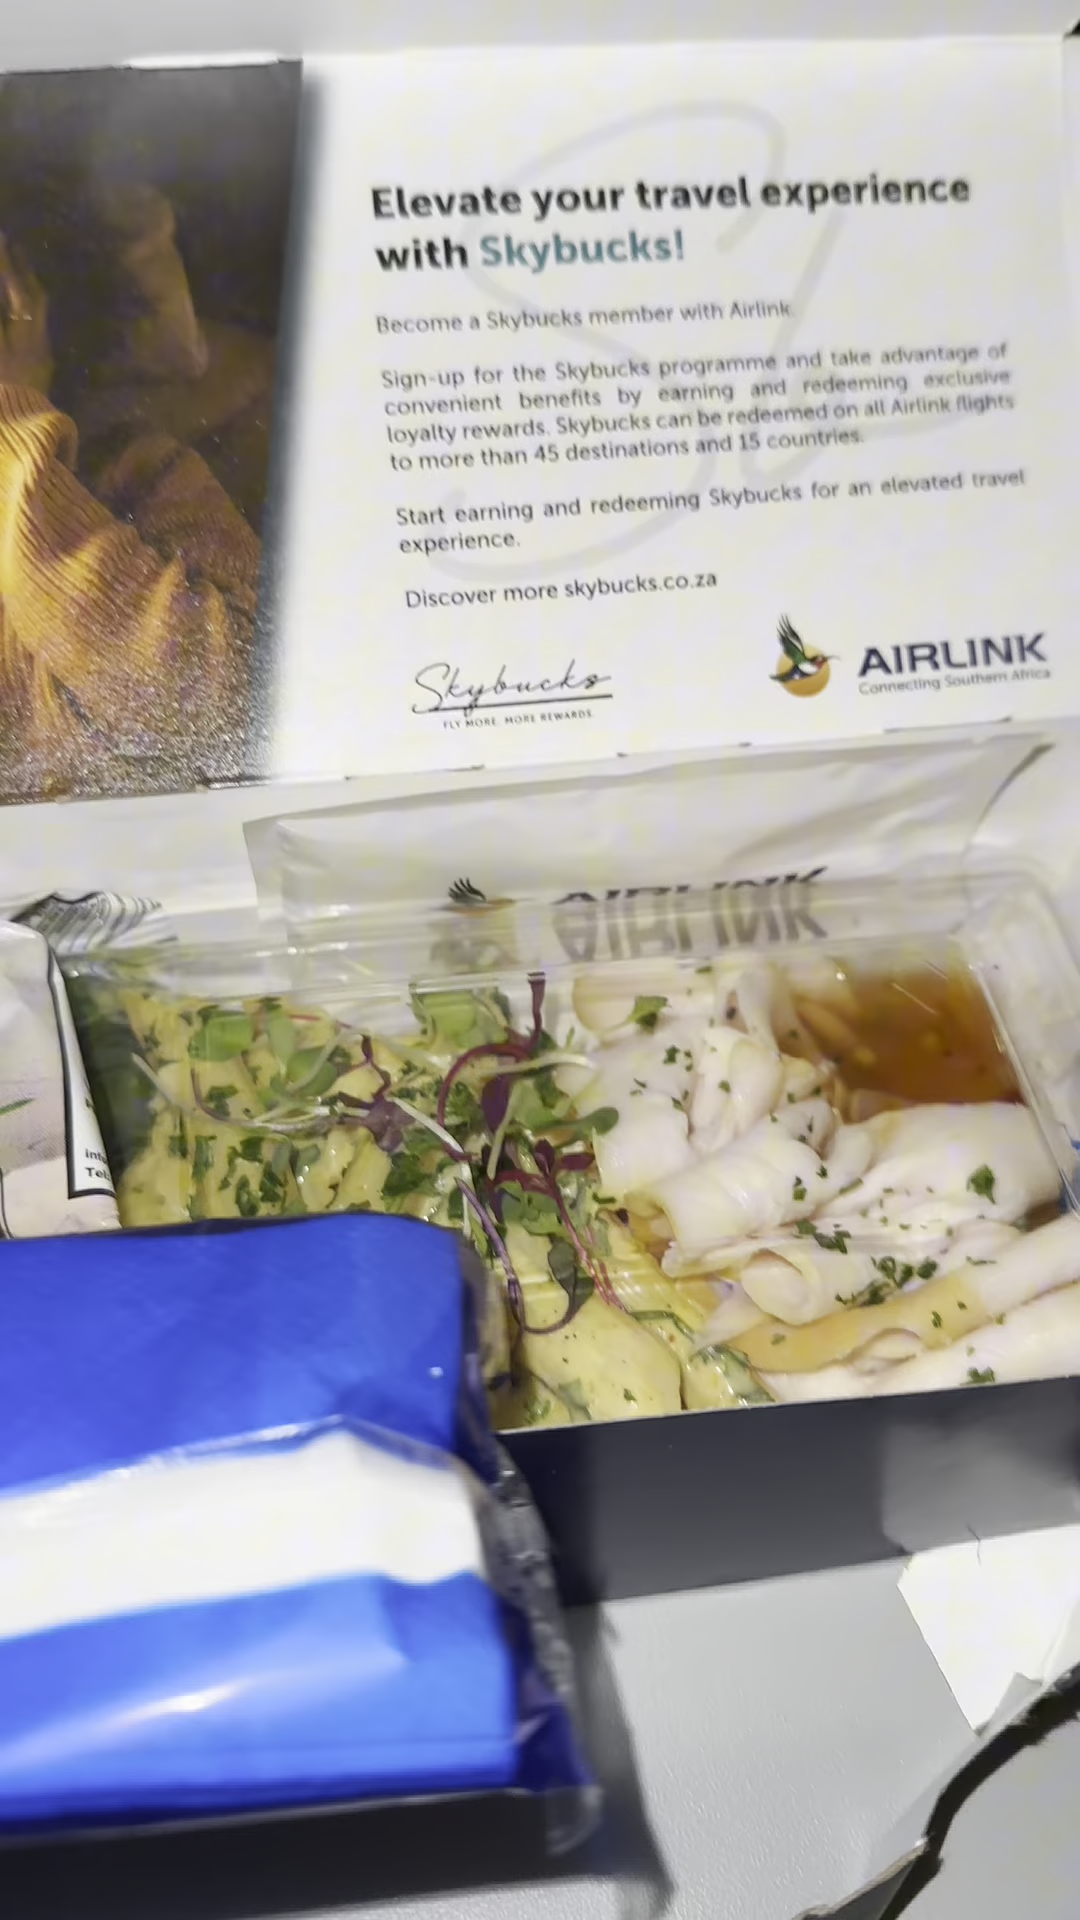 Elevate your travel experience
with Skybucks!
Become a Skybucks member with Airlink.
Sign-up for the Skybucks programme and take advantage of
convenient benefits by earning and redeeming exclusive
loyalty rewards. Skybucks can be redeemed on all Airlink flights
to more than 45 destinations and 15 countries.
Start earning and redeeming Skybucks for an elevated travel
experience.
Discover more skybucks.co.za
Skybucks
FLY MORE. MORE REWARDS.
AIRLINK
Connecting Southern Africa
AIRLINK